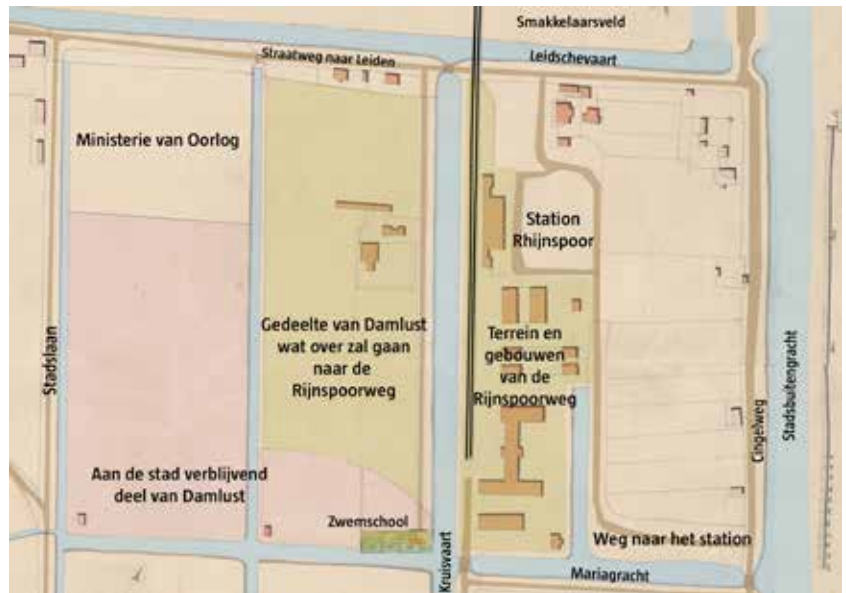 Smakkelaarsveld
Straatweg naar Leiden
Leidschevaart
Ministerie van Oorlog
Station
Rhijnspoor
Gedeelte van Damlust
wat over zal gaan
naar de
Rijnspoorweg
Terrein en
gebouwen
van de
Rijnspoorweg
Stadslaan
Stadsbuitengracht
Cingelweg
Aan de stad verblijvend
deel van Damlust
Zwemschool
Kruisvaart
Weg naar het station
Mariagracht